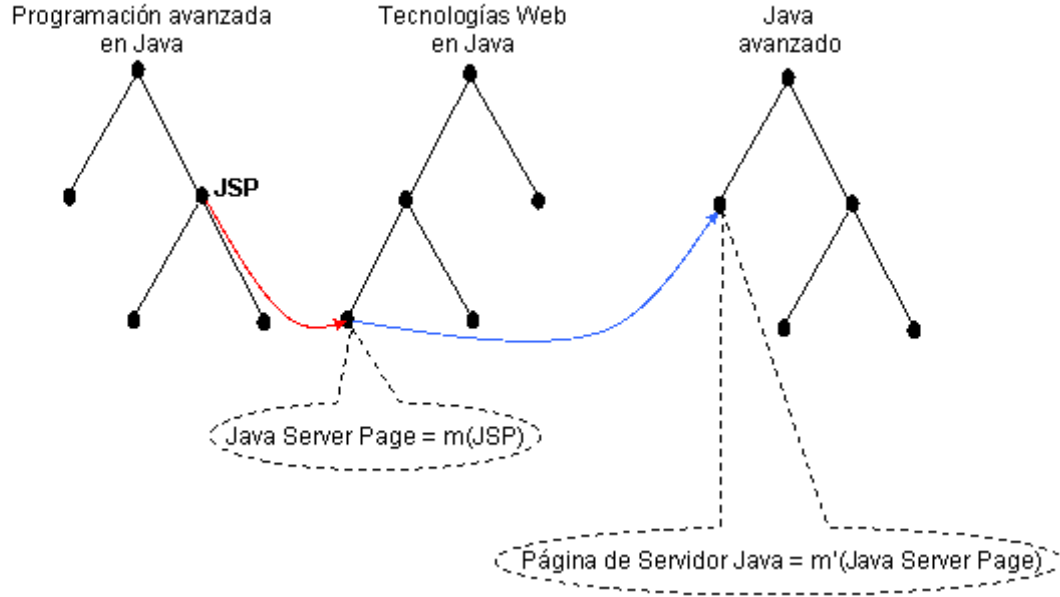 Programación avanzada
en Java
Tecnologías Web
en Java
Java
avanzado
JSP
Java Server Page = m(JSP)
Página de Servidor Java = m'(Java Server Page)